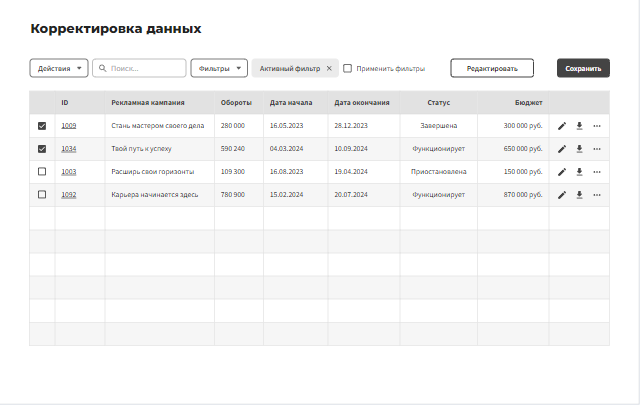 Корректировка данных
Действия Поиск... Фильтры Активный фильтр × Применить фильтры Редактировать Сохранить
ID Рекламная кампания Обороты Дата начала Дата окончания Статус Бюджет
1009 Стань мастером своего дела 280 000 16.05.2023 28.12.2023 Завершена 300 000 руб.
1034 Твой путь к успеху 590 240 04.03.2024 10.09.2024 Функционирует 650 000 руб.
1003 Расширь свои горизонты 109 300 16.08.2023 19.04.2024 Приостановлена 150 000 руб.
1092 Карьера начинается здесь 780 900 15.02.2024 20.07.2024 Функционирует 870 000 руб.